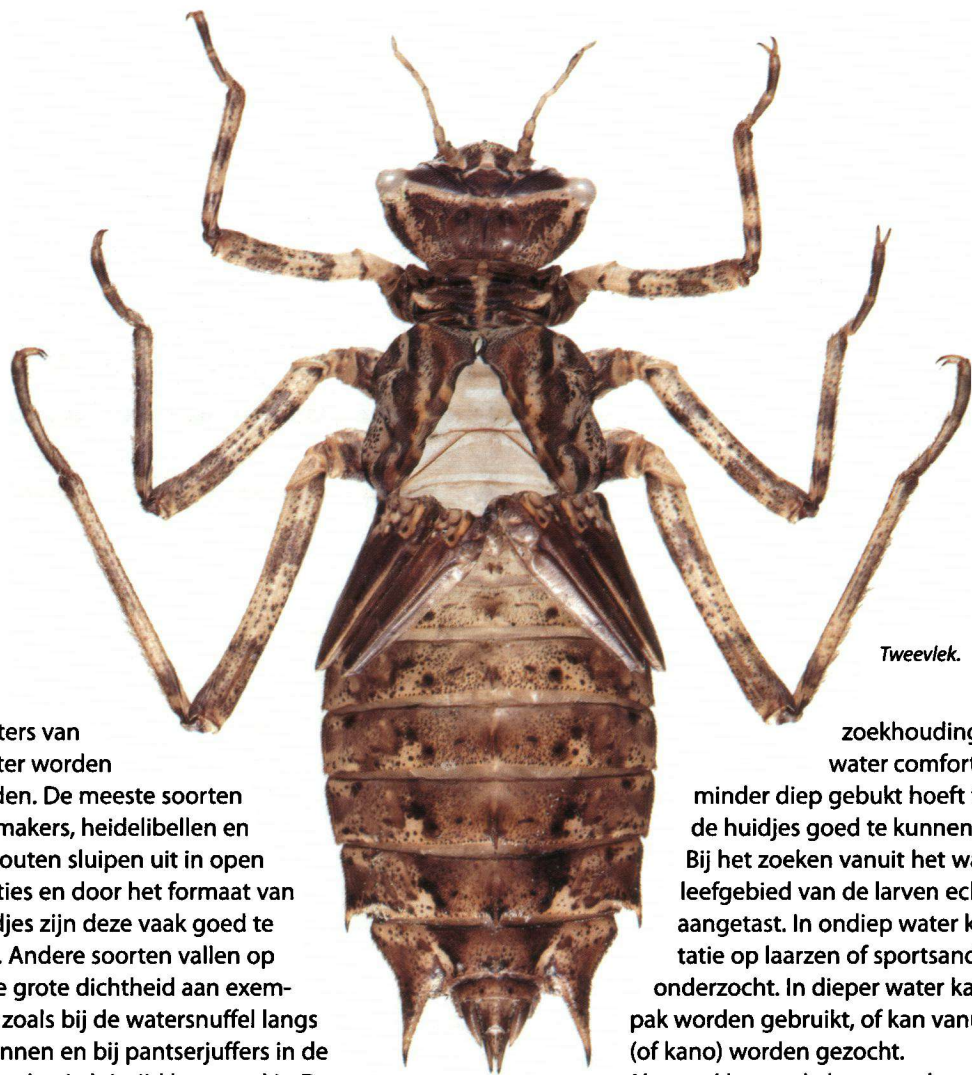 Tweevlek.
ters van
ter worden
den. De meeste soorten
makers, heidelibellen en
outen sluipen uit in open
ties en door het formaat van
djes zijn deze vaak goed te
. Andere soorten vallen op
e grote dichtheid aan exem-
zoals bij de watersnuffel langs
nnen en bij pantserjuffers in de
zoekhouding
water comfort
minder diep gebukt hoeft
de huidjes goed te kunnen
Bij het zoeken vanuit het wa
leefgebied van de larven ech
aangetast. In ondiep water k
tatie op laarzen of sportsand
onderzocht. In dieper water ka
pak worden gebruikt, of kan vanu
(of kano) worden gezocht.